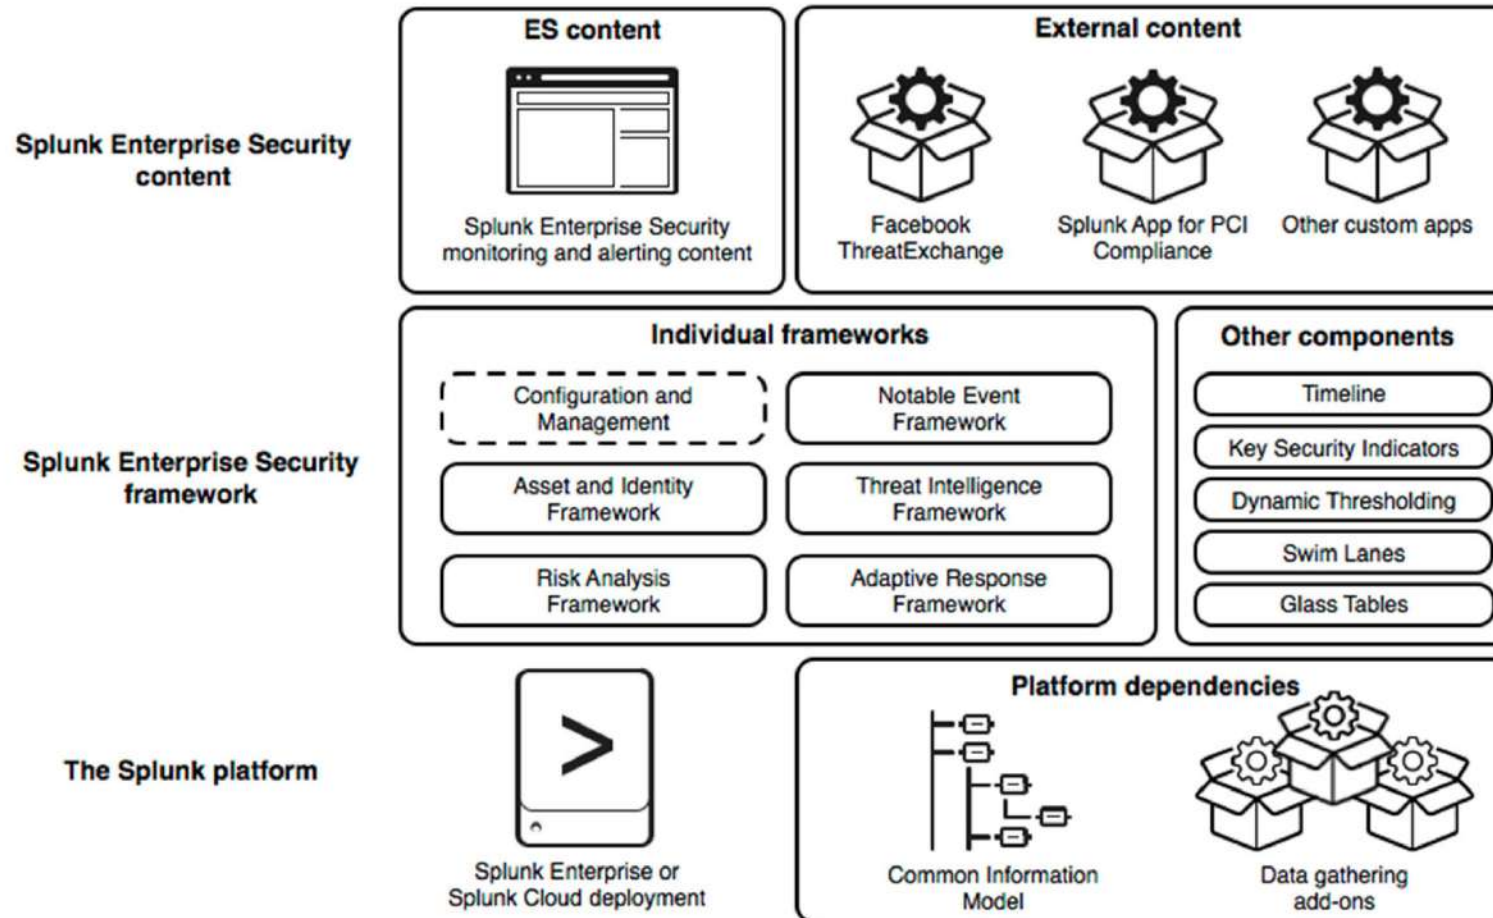 ES content
External content
Splunk Enterprise Security
content
Splunk Enterprise Security
monitoring and alerting content
Facebook
ThreatExchange
Splunk App for PCI
Compliance
Other custom apps
Individual frameworks
Other components
Configuration and
Management
Notable Event
Framework
Timeline
Key Security Indicators
Splunk Enterprise Security
framework
Asset and Identity
Framework
Threat Intelligence
Framework
Dynamic Thresholding
Swim Lanes
Risk Analysis
Framework
Adaptive Response
Framework
Glass Tables
Platform dependencies
The Splunk platform
>
Splunk Enterprise or
Splunk Cloud deployment
Common Information
Model
Data gathering
add-ons